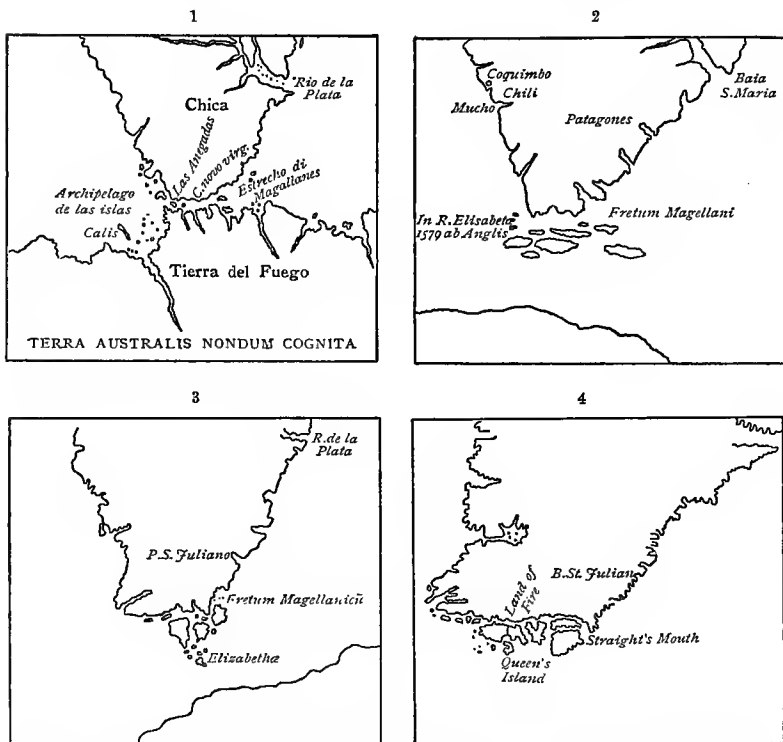 1
Rio de la
Plata
Chica
Las Anegadas
C. novo virg.
Estrecho di
Magallanes
Archipelago
de las islas
Calis
Tierra del Fuego
TERRA AUSTRALIS NONDUM COGNITA
2
Coquimbo
Chili
Mucho
Baia
S. Maria
Patagones
In R. Elisabeta
1579 ab Anglis
Fretum Magellani
3
R. de la
Plata
P.S. Juliano
Fretum Magellanicū
Elizabethæ
4
B. St. Julian
Land of
Fire
Straight's Mouth
Queen's
Island